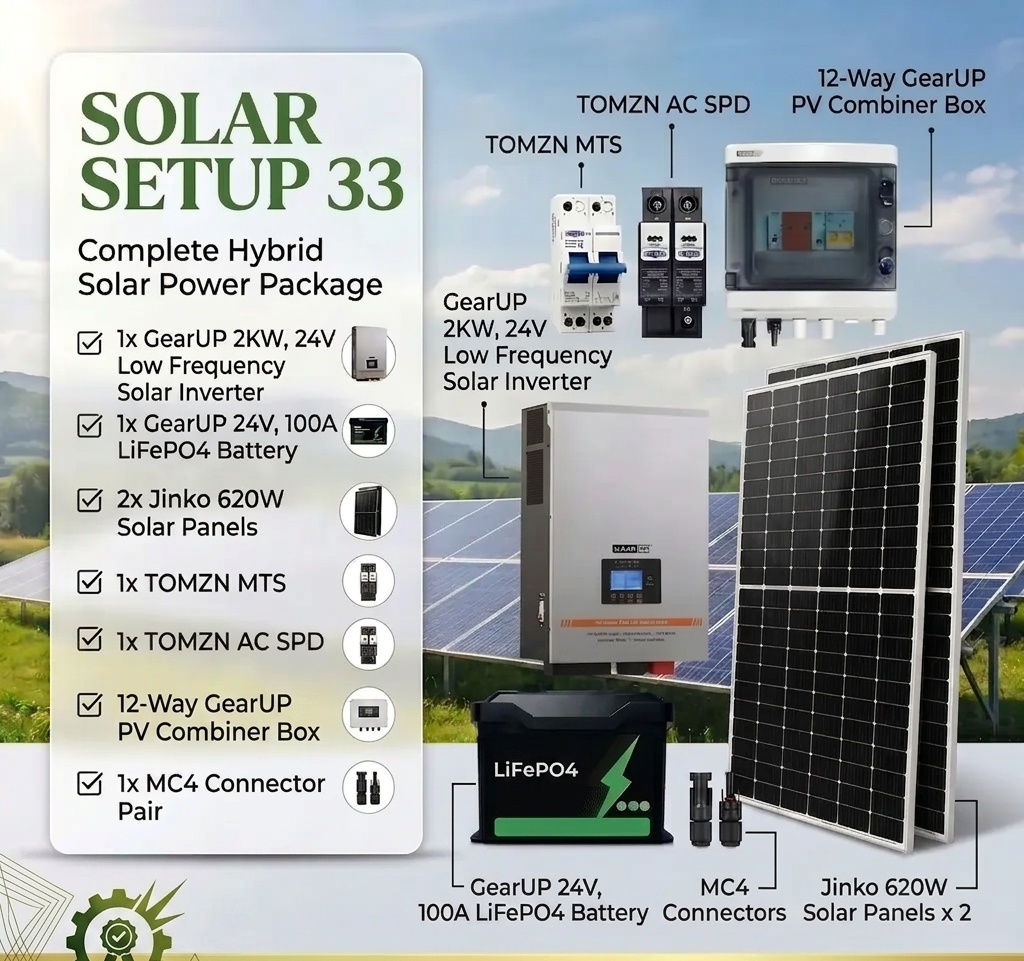 SOLAR
SETUP 33
Complete Hybrid
Solar Power Package
1x GearUP 2KW, 24V
Low Frequency
Solar Inverter
1x GearUP 24V, 100A
LiFePO4 Battery
2x Jinko 620W
Solar Panels
1x TOMZN MTS
1x TOMZN AC SPD
12-Way GearUP
PV Combiner Box
1x MC4 Connector
Pair
12-Way GearUP
PV Combiner Box
TOMZN AC SPD
TOMZN MTS
GearUP
2KW, 24V
Low Frequency
Solar Inverter
LiFePO4
GearUP 24V,
100A LiFePO4 Battery
MC4
Connectors
Jinko 620W
Solar Panels x 2